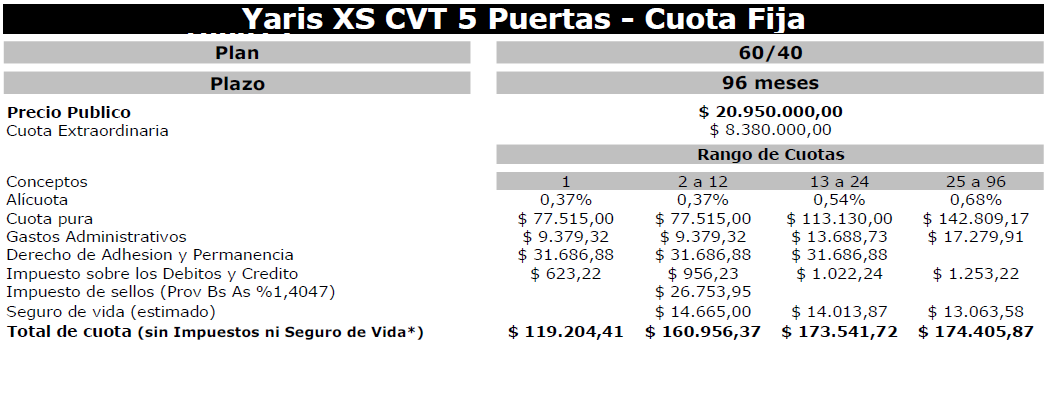 Yaris XS CVT 5 Puertas - Cuota Fija
Plan 60/40
Plazo 96 meses
Precio Publico $ 20.950.000,00
Cuota Extraordinaria $ 8.380.000,00
Rango de Cuotas
Conceptos 1 2 a 12 13 a 24 25 a 96
Alícuota 0,37% 0,37% 0,54% 0,68%
Cuota pura $ 77.515,00 $ 77.515,00 $ 113.130,00 $ 142.809,17
Gastos Administrativos $ 9.379,32 $ 9.379,32 $ 13.688,73 $ 17.279,91
Derecho de Adhesion y Permanencia $ 31.686,88 $ 31.686,88 $ 31.686,88
Impuesto sobre los Debitos y Credito $ 623,22 $ 956,23 $ 1.022,24 $ 1.253,22
Impuesto de sellos (Prov Bs As %1,4047) $ 26.753,95
Seguro de vida (estimado) $ 14.665,00 $ 14.013,87 $ 13.063,58
Total de cuota (sin Impuestos ni Seguro de Vida*) $ 119.204,41 $ 160.956,37 $ 173.541,72 $ 174.405,87